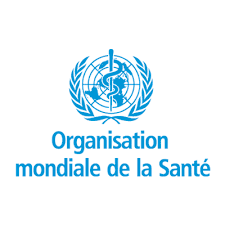 Organisation
mondiale de la Santé